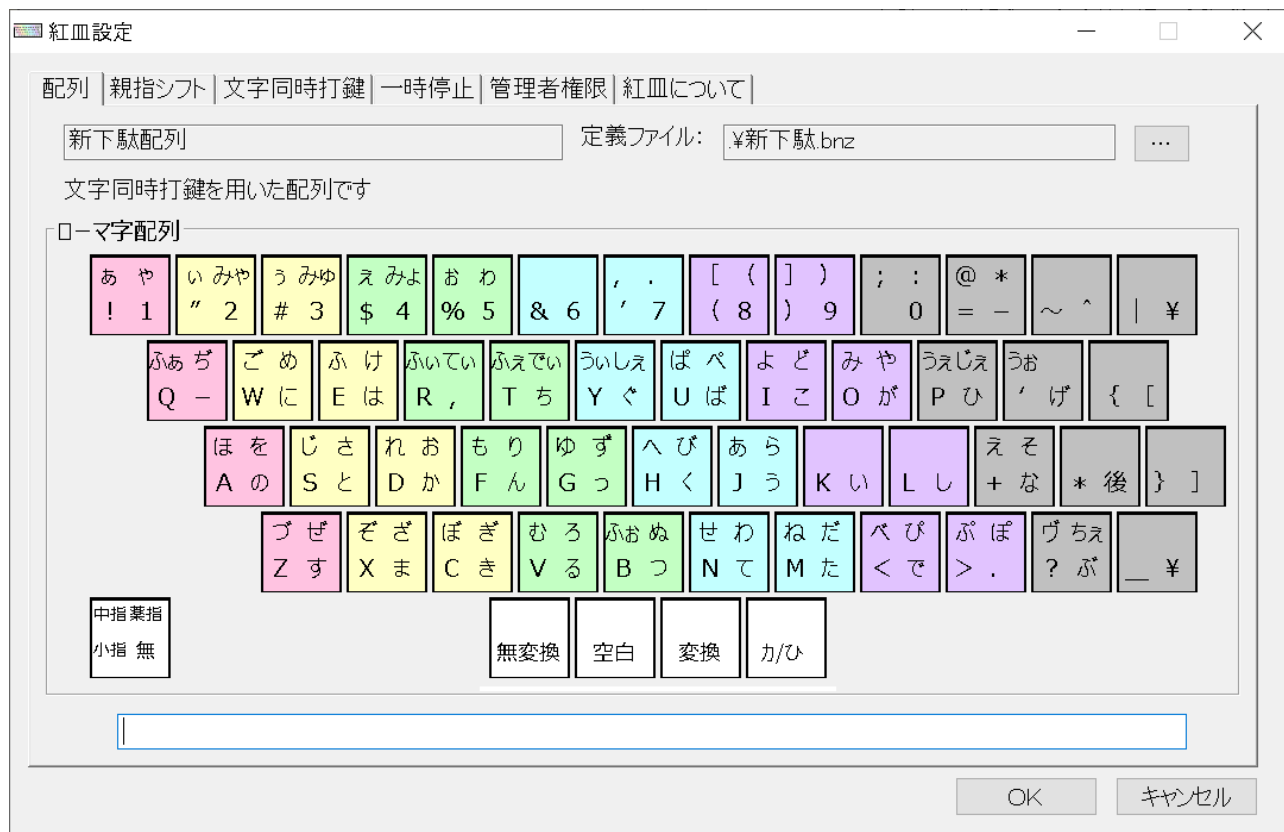 紅皿設定
配列 親指シフト 文字同時打鍵 一時停止 管理者権限 紅皿について
新下駄配列 定義ファイル: .¥新下駄.bnz ...
文字同時打鍵を用いた配列です
ローマ字配列
あ や い みや ぅ みゆ え みよ お わ , . [ ( ] ) ; : @ *
! 1 ” 2 # 3 $ 4 % 5 & 6 ’ 7 ( 8 ) 9 0 = － ～ ＾ | ¥
ふぁ ぢ ご め ふ け ふぃてぃ ふぇでぃ うぃしぇ ぱ ぺ よ ど み や うぇじぇ うぉ
Q － W に E は R , T ち Y ぐ U ば I こ O が P ひ ‘ げ { [
ほ を じ さ れ お も り ゆ ず へ び あ ら え そ
A の S と D か F ん G っ H く J う K い L し + な * 後 } ]
づ ぜ ぞ ざ ぼ ぎ む ろ ふぉ ぬ せ わ ね だ べ ぴ ぷ ぽ ヴ ちぇ
Z す X ま C き V る B つ N て M た < で > . ? ぶ ＿ ¥
中指 薬指
小指 無 無変換 空白 変換 カ/ひ
OK キャンセル